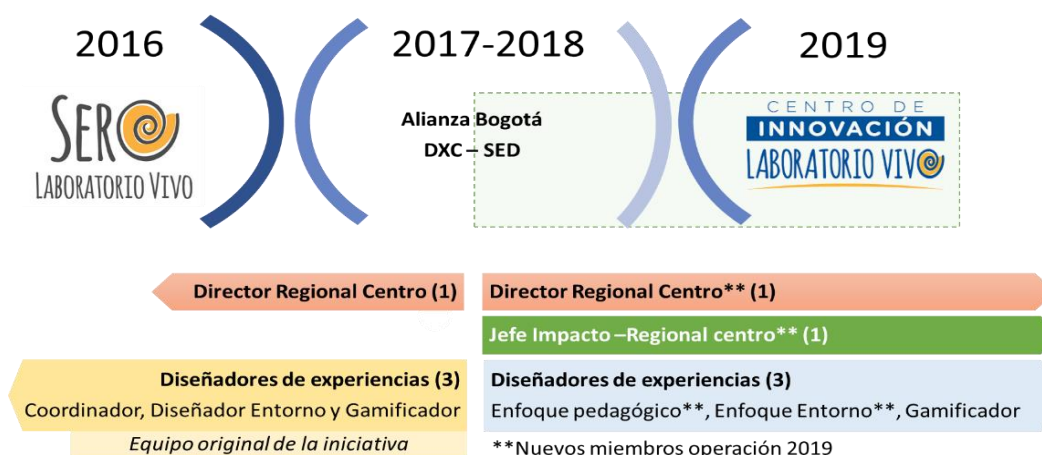 2016
2017-2018
2019
SER
LABORATORIO VIVO
Alianza Bogotá
DXC – SED
CENTRO DE
INNOVACIÓN
LABORATORIO VIVO
Director Regional Centro (1)
Director Regional Centro** (1)
Jefe Impacto –Regional centro** (1)
Diseñadores de experiencias (3)
Coordinador, Diseñador Entorno y Gamificador
Equipo original de la iniciativa
Diseñadores de experiencias (3)
Enfoque pedagógico**, Enfoque Entorno**, Gamificador
**Nuevos miembros operación 2019